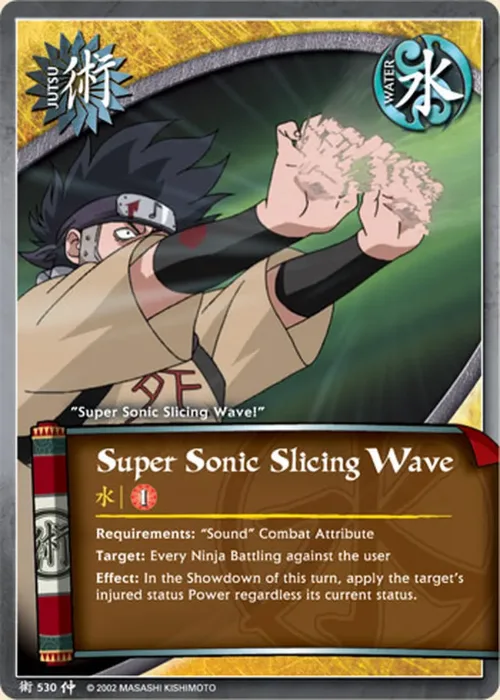 JUTSU
術
WATER
水
"Super Sonic Slicing Wave!"
Super Sonic Slicing Wave
水 | 1
Requirements: "Sound" Combat Attribute
Target: Every Ninja Battling against the user
Effect: In the Showdown of this turn, apply the target's
injured status Power regardless its current status.
術
術 530 仲 © 2002 MASASHI KISHIMOTO